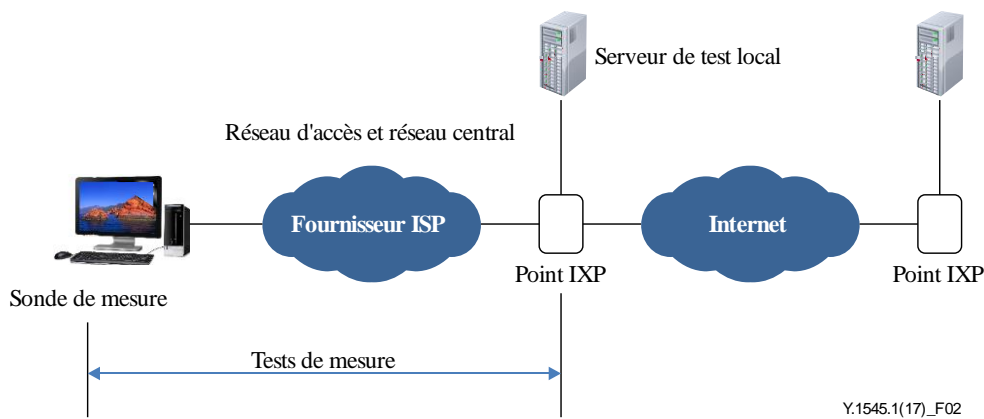 Serveur de test local
Réseau d'accès et réseau central
Fournisseur ISP
Internet
Point IXP
Point IXP
Sonde de mesure
Tests de mesure
Y.1545.1(17)_F02